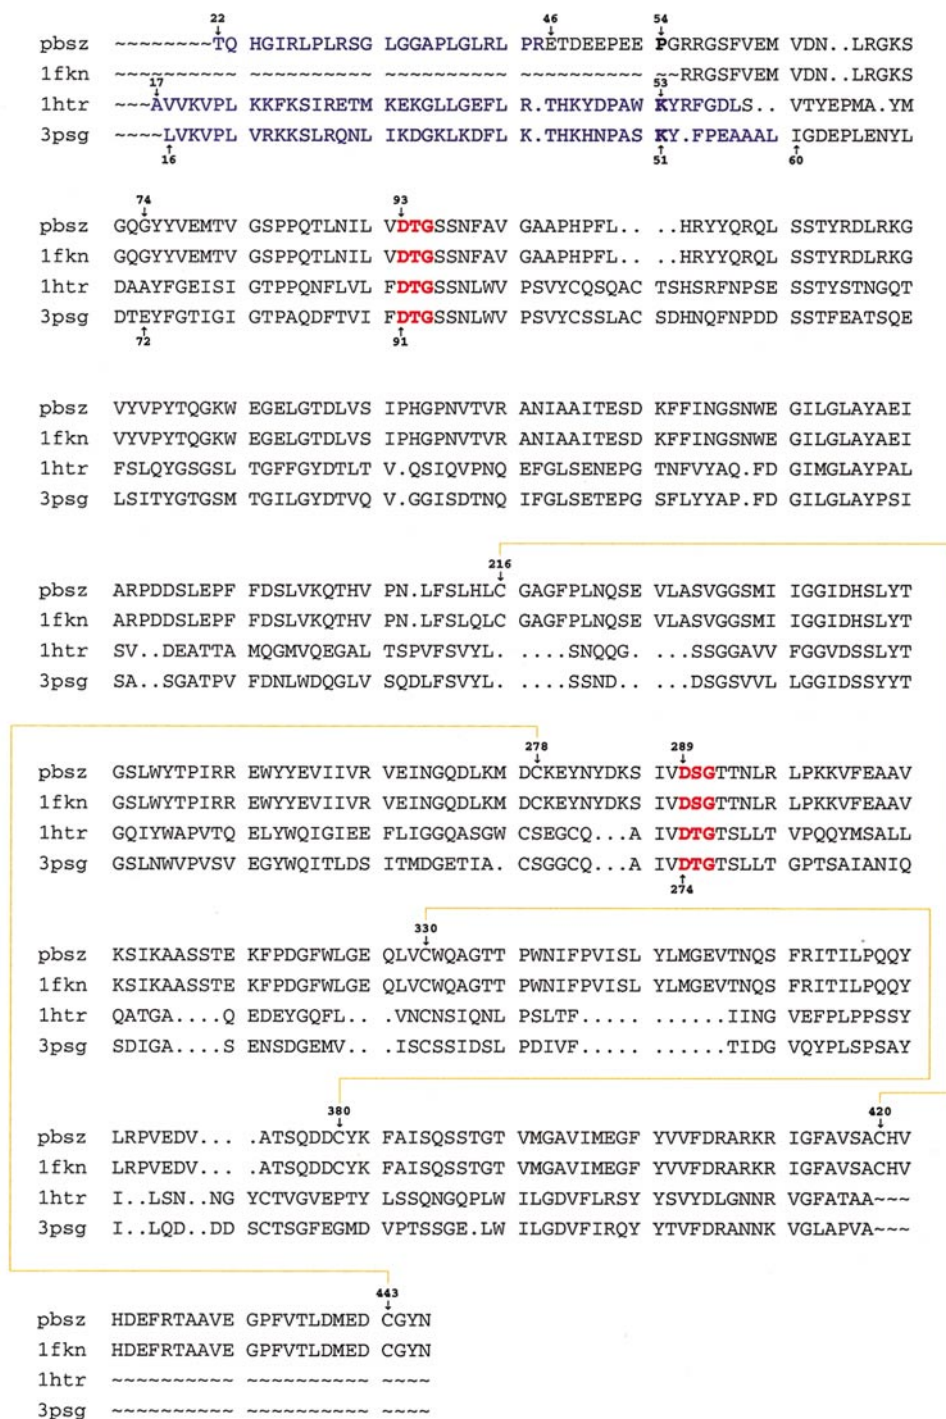 22 46 54
pbsz ~~~~~~~~TQ HGIRLPLRSG LGGAPLGLRL PRETDEEPEE PGRRGSFVEM VDN..LRGKS
1fkn ~~~~~~~~~~ ~~~~~~~~~~ ~~~~~~~~~~ ~~~~~~~~~~ ~~RRGSFVEM VDN..LRGKS
17 53
1htr ~~~AVVKVPL KKFKSIRETM KEKGLLGEFL R.THKYDPAW KYRFGDLS.. VTYEPMA.YM
3psg ~~~~LVKVPL VRKKSLRQNL IKDGKLKDFL K.THKHNPAS KY.FPEAAAL IGDEPLENYL
16 51 60
74 93
pbsz GQGYYVEMTV GSPPQTLNIL VDTGSSNFAV GAAPHPFL.. ..HRYYQRQL SSTYRDLRKG
1fkn GQGYYVEMTV GSPPQTLNIL VDTGSSNFAV GAAPHPFL.. ..HRYYQRQL SSTYRDLRKG
1htr DAAYFGEISI GTPPQNFLVL FDTGSSNLWV PSVYCQSQAC TSHSRFNPSE SSTYSTNGQT
3psg DTEYFGTIGI GTPAQDFTVI FDTGSSNLWV PSVYCSSLAC SDHNQFNPDD SSTFEATSQE
72 91
pbsz VYVPYTQGKW EGELGTDLVS IPHGPNVTVR ANIAAITESD KFFINGSNWE GILGLAYAEI
1fkn VYVPYTQGKW EGELGTDLVS IPHGPNVTVR ANIAAITESD KFFINGSNWE GILGLAYAEI
1htr FSLQYGSGSL TGFFGYDTLT V.QSIQVPNQ EFGLSENEPG TNFVYAQ.FD GIMGLAYPAL
3psg LSITYGTGSM TGILGYDTVQ V.GGISDTNQ IFGLSETEPG SFLYYAP.FD GILGLAYPSI
216
pbsz ARPDDSLEPF FDSLVKQTHV PN.LFSLHLC GAGFPLNQSE VLASVGGSMI IGGIDHSLYT
1fkn ARPDDSLEPF FDSLVKQTHV PN.LFSLQLC GAGFPLNQSE VLASVGGSMI IGGIDHSLYT
1htr SV..DEATTA MQGMVQEGAL TSPVFSVYL. ....SNQQG. ...SSGGAVV FGGVDSSLYT
3psg SA..SGATPV FDNLWDQGLV SQDLFSVYL. ....SSND.. ..DSGSVVL LGGIDSSYYT
278 289
pbsz GSLWYTPIRR EWYYEVIIVR VEINGQDLKM DCKEYNYDKS IVDSGTTNLR LPKKVFEAAV
1fkn GSLWYTPIRR EWYYEVIIVR VEINGQDLKM DCKEYNYDKS IVDSGTTNLR LPKKVFEAAV
1htr GQIYWAPVTQ ELYWQIGIEE FLIGGQASGW CSEGCQ...A IVDTGTSLLT VPQQYMSALL
3psg GSLNWVPVSV EGYWQITLDS ITMDGETIA. CSGGCQ...A IVDTGTSLLT GPTSAIANIQ
274
330
pbsz KSIKAASSTE KFPDGFWLGE QLVCWQAGTT PWNIFPVISL YLMGEVTNQS FRITILPQQY
1fkn KSIKAASSTE KFPDGFWLGE QLVCWQAGTT PWNIFPVISL YLMGEVTNQS FRITILPQQY
1htr QATGA....Q EDEYGQFL.. .VNCNSIQNL PSLTF..... ......IING VEFPLPPSSY
3psg SDIGA....S ENSDGEMV.. .ISCSSIDSL PDIVF..... ......TIDG VQYPLSPSAY
380 420
pbsz LRPVEDV... .ATSQDDCYK FAISQSSTGT VMGAVIMEGF YVVFDRARKR IGFAVSACHV
1fkn LRPVEDV... .ATSQDDCYK FAISQSSTGT VMGAVIMEGF YVVFDRARKR IGFAVSACHV
1htr I..LSN..NG YCTVGVEPTY LSSQNGQPLW ILGDVFLRSY YSVYDLGNNR VGFATAA~~~
3psg I..LQD..DD SCTSGFEGMD VPTSSGE.LW ILGDVFIRQY YTVFDRANNK VGLAPVA~~~
443
pbsz HDEFRTAAVE GPFVTLDMED CGYN
1fkn HDEFRTAAVE GPFVTLDMED CGYN
1htr ~~~~~~~~~~ ~~~~~~~~~~ ~~~~
3psg ~~~~~~~~~~ ~~~~~~~~~~ ~~~~